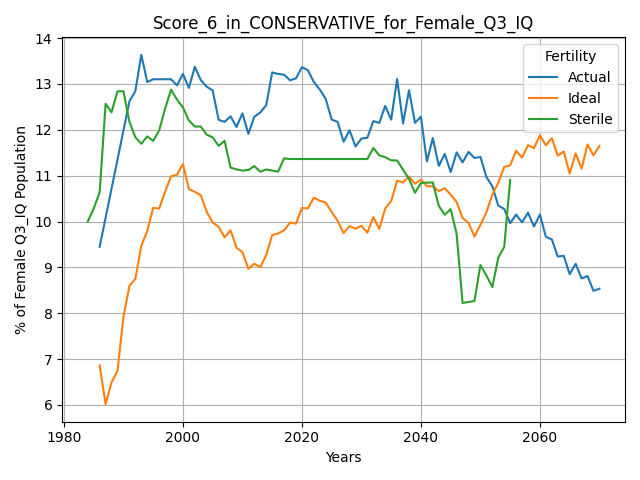 Score_6_in_CONSERVATIVE_for_Female_Q3_IQ
% of Female Q3_IQ Population
14
13
12
11
10
9
8
7
6
Fertility
Actual
Ideal
Sterile
1980
2000
2020
2040
2060
Years